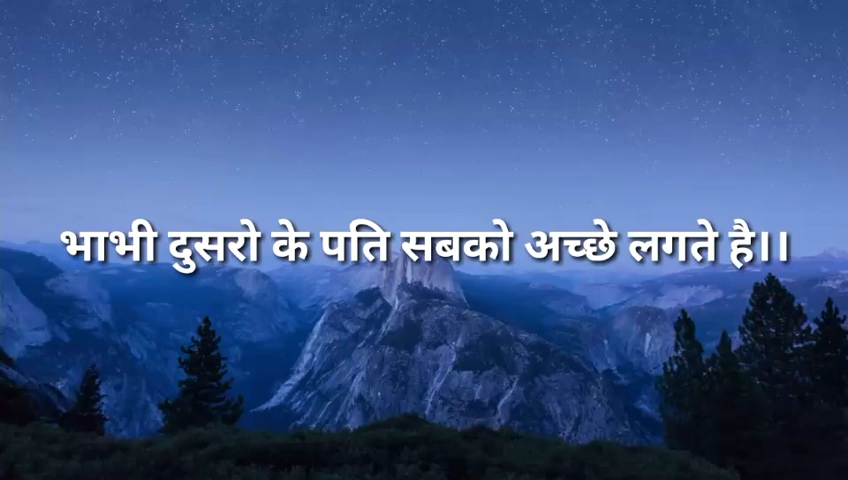 भाभी दुसरो के पति सबको अच्छे लगते है।।